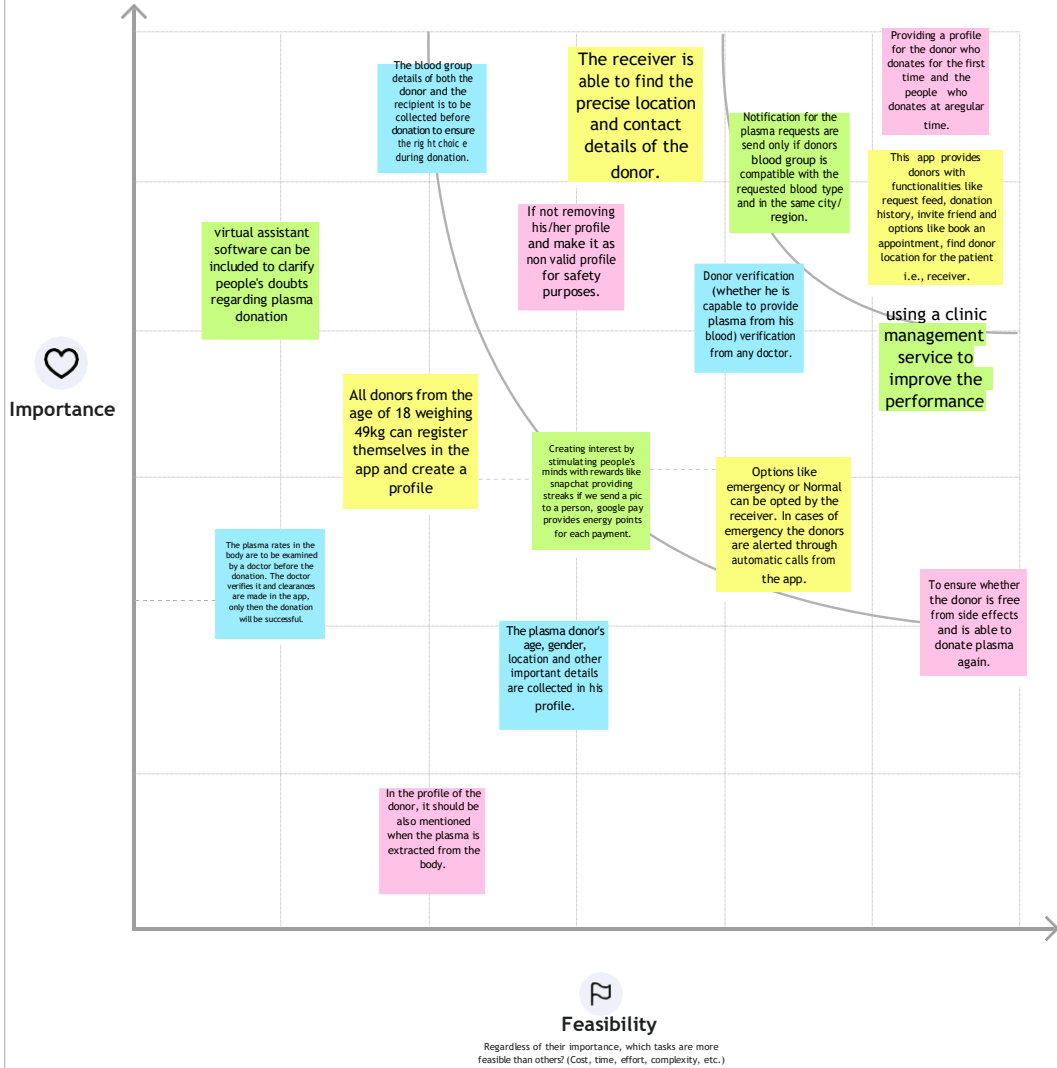 Providing a profile
for the donor who
donates for the first
time and the
people who
donates at aregular
time.
The blood group
details of both the
donor and the
recipient is to be
collected before
donation to ensure
the right choic e
during donation.
The receiver is
able to find the
precise location
and contact
details of the
donor.
Notification for the
plasma requests are
send only if donors
blood group is
compatible with the
requested blood type
and in the same city/
region.
This app provides
donors with
functionalities like
request feed, donation
history, invite friend and
options like book an
appointment, find donor
location for the patient
i.e., receiver.
virtual assistant
software can be
included to clarify
people's doubts
regarding plasma
donation
If not removing
his/her profile
and make it as
non valid profile
for safety
purposes.
Donor verification
(whether he is
capable to provide
plasma from his
blood) verification
from any doctor.
using a clinic
management
service to
improve the
performance
Importance
All donors from the
age of 18 weighing
49kg can register
themselves in the
app and create a
profile
Creating interest by
stimulating people's
minds with rewards like
snapchat providing
streaks if we send a pic
to a person, google pay
provides energy points
for each payment.
Options like
emergency or Normal
can be opted by the
receiver. In cases of
emergency the donors
are alerted through
automatic calls from
the app.
The plasma rates in the
body are to be examined
by a doctor before the
donation. The doctor
verifies it and clearances
are made in the app,
only then the donation
will be successful.
To ensure whether
the donor is free
from side effects
and is able to
donate plasma
again.
The plasma donor's
age, gender,
location and other
important details
are collected in his
profile.
In the profile of the
donor, it should be
also mentioned
when the plasma is
extracted from the
body.
Feasibility
Regardless of their importance, which tasks are more
feasible than others? (Cost, time, effort, complexity, etc.)